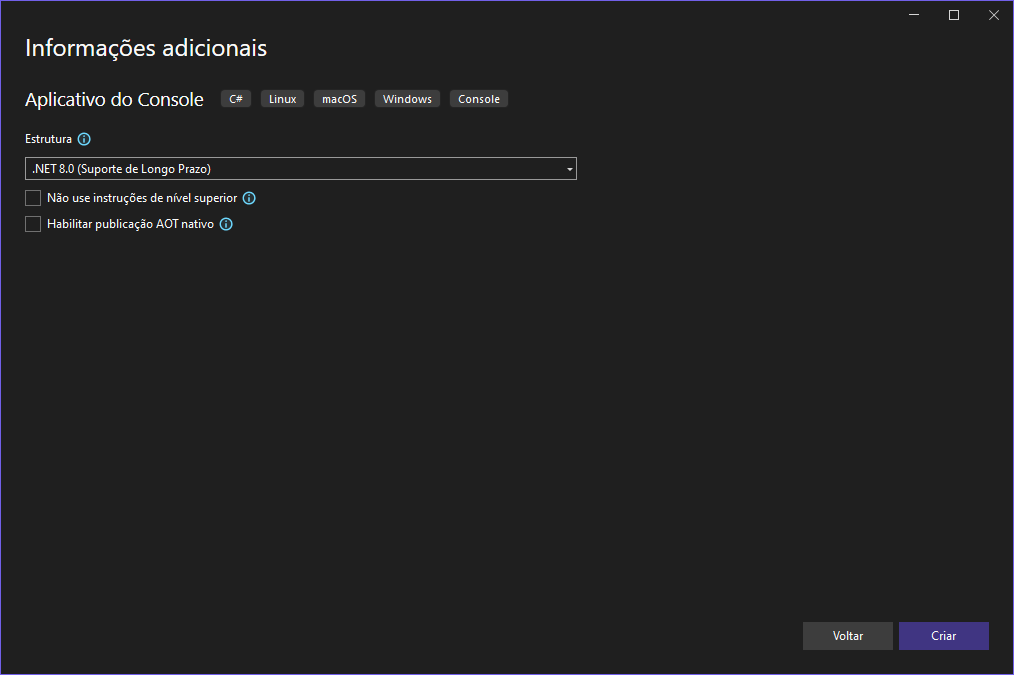 Informações adicionais
Aplicativo do Console C# Linux macOS Windows Console
Estrutura
.NET 8.0 (Suporte de Longo Prazo)
Não use instruções de nível superior
Habilitar publicação AOT nativo
Voltar Criar